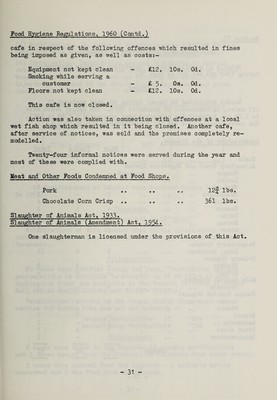 Food Hygiene Regulations, 1960 (Contd.)
cafe in respect of the following offences which resulted in fines
being imposed as given, as well as costs:-
Equipment not kept clean - £12. 10s. 0d.
Smoking while serving a
customer - £ 5. 0s. 0d.
Floors not kept clean - £12. 10s. 0d.
This cafe is now closed.
Action was also taken in connection with offences at a local
wet fish shop which resulted in it being closed. Another cafe,
after service of notices, was sold and the premises completely re-
modelled.
Twenty-four informal notices were served during the year and
most of these were complied with.
Meat and Other Foods Condemned at Food Shops.
Pork .. .. .. 12¾ lbs.
Chocolate Corn Crisp .. .. .. 361 lbs.
Slaughter of Animals Act, 1933.
Slaughter of Animals (Amendment) Act, 1954.
One slaughterman is licensed under the provisions of this Act.
- 31 -